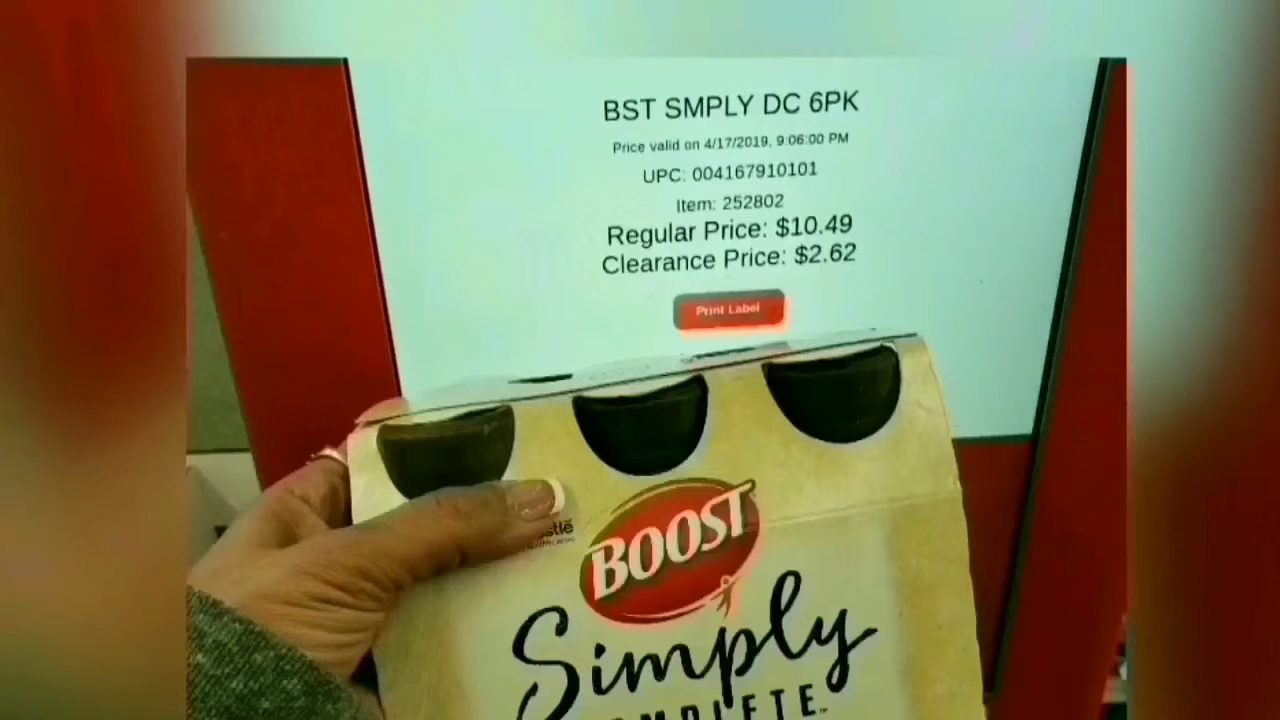 BST SMPLY DC 6PK
Price valid on 4/17/2019, 9:06:00 PM
UPC: 004167910101
Item: 252802
Regular Price: $10.49
Clearance Price: $2.62
Print Label
BOOST
Simply